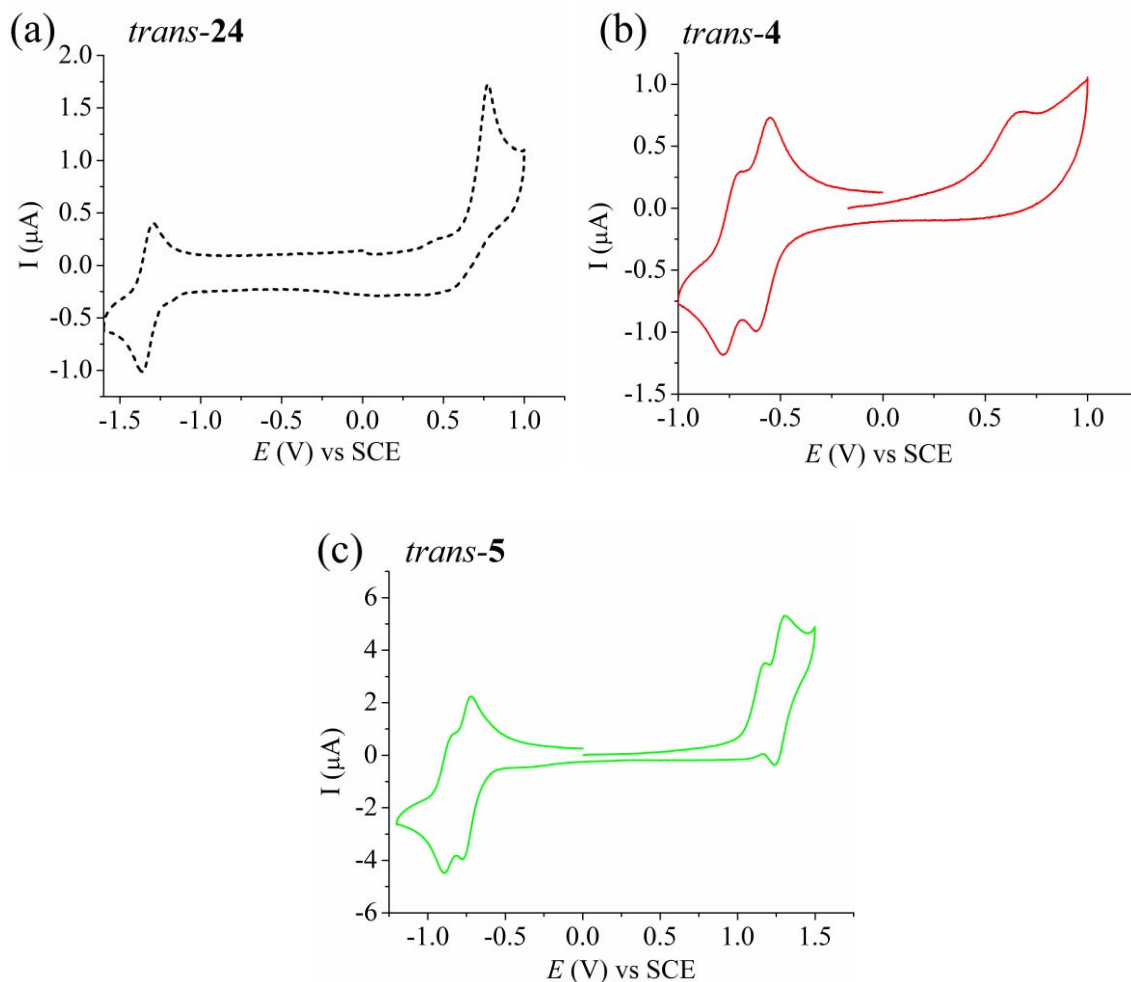 (a) trans-24
2.0
1.5
1.0
0.5
0.0
-0.5
-1.0
I (μA)
-1.5 -1.0 -0.5 0.0 0.5 1.0
E (V) vs SCE
(b) trans-4
1.0
0.5
0.0
-0.5
-1.0
-1.5
I (μA)
-1.0 -0.5 0.0 0.5 1.0
E (V) vs SCE
(c) trans-5
6
4
2
0
-2
-4
-6
I (μA)
-1.0 -0.5 0.0 0.5 1.0 1.5
E (V) vs SCE